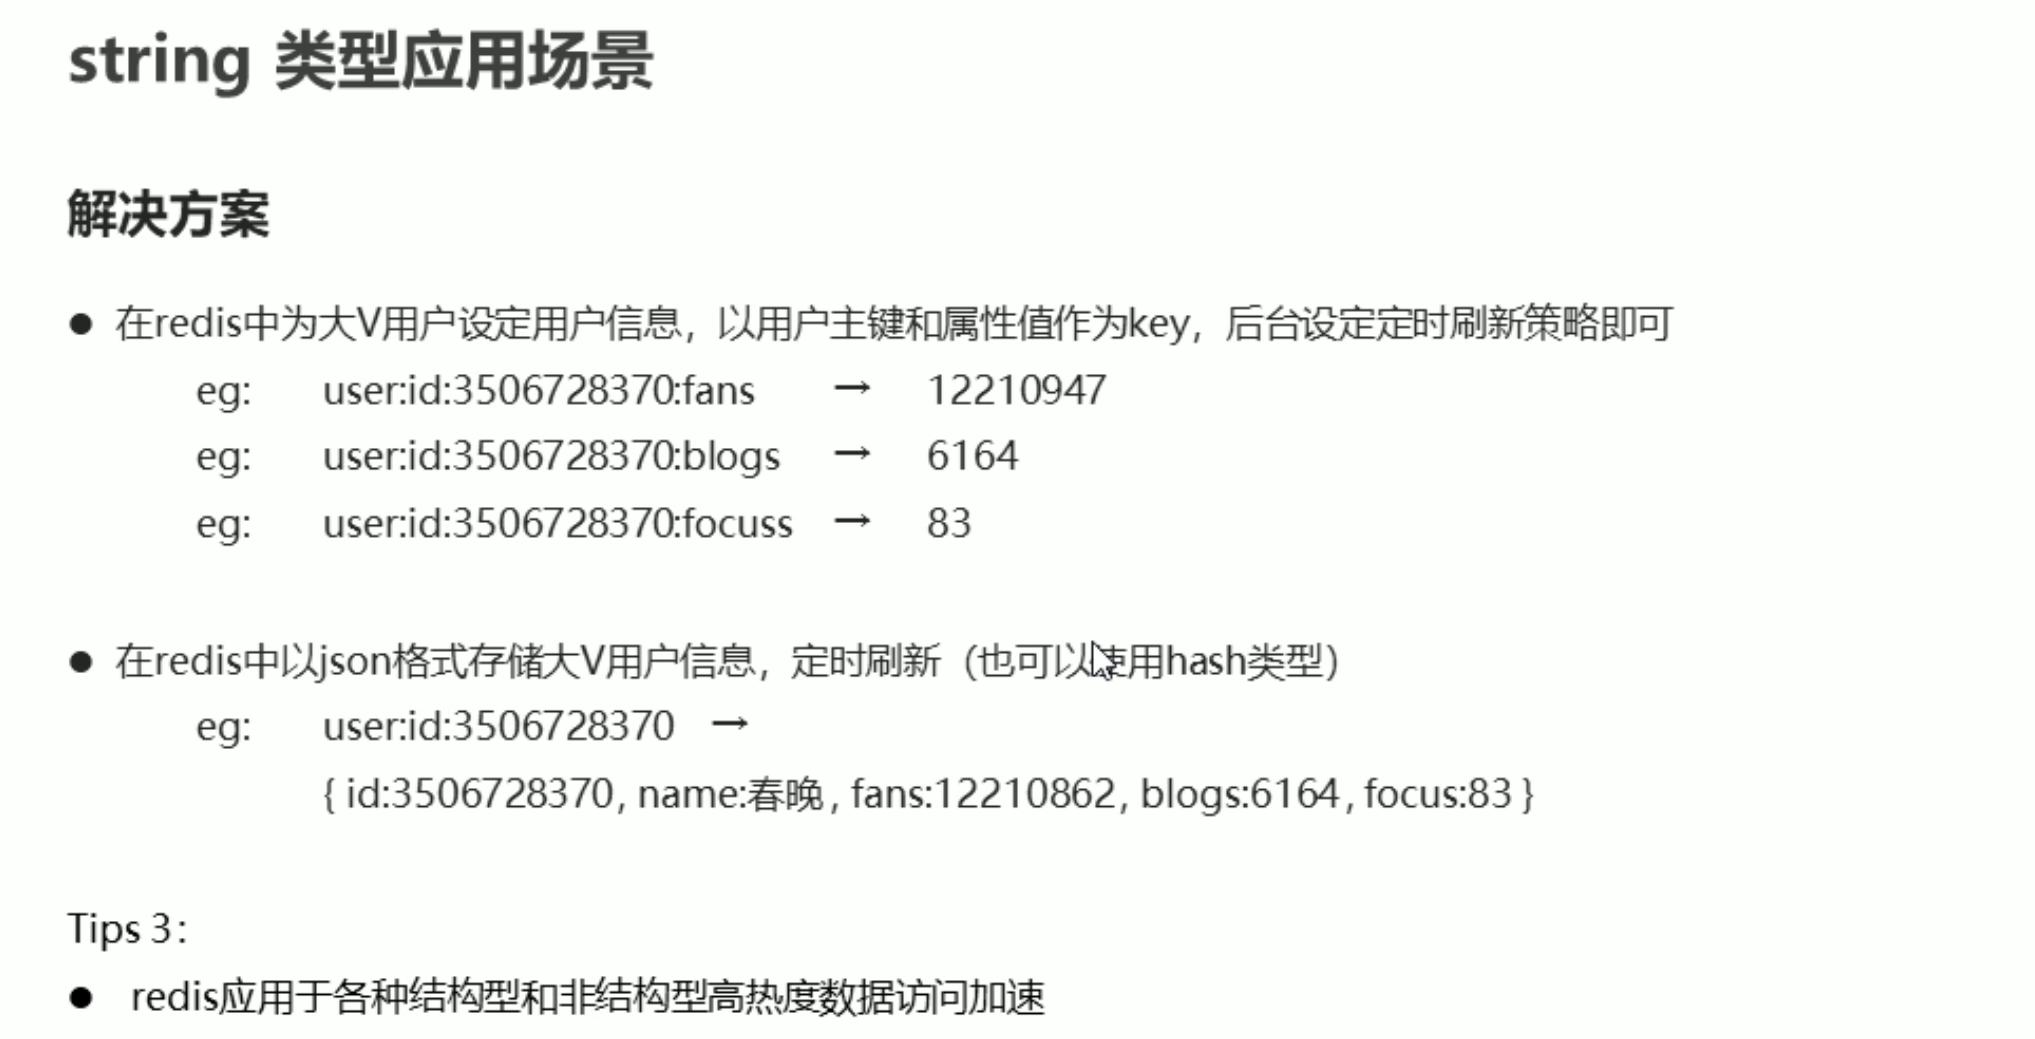 string 类型应用场景
解决方案
● 在redis中为大V用户设定用户信息，以用户主键和属性值作为key，后台设定定时刷新策略即可
eg: user:id:3506728370:fans → 12210947
eg: user:id:3506728370:blogs → 6164
eg: user:id:3506728370:focuss → 83
● 在redis中以json格式存储大V用户信息，定时刷新（也可以使用hash类型）
eg: user:id:3506728370 →
{ id:3506728370, name:春晚, fans:12210862, blogs:6164, focus:83 }
Tips 3：
● redis应用于各种结构型和非结构型高热度数据访问加速